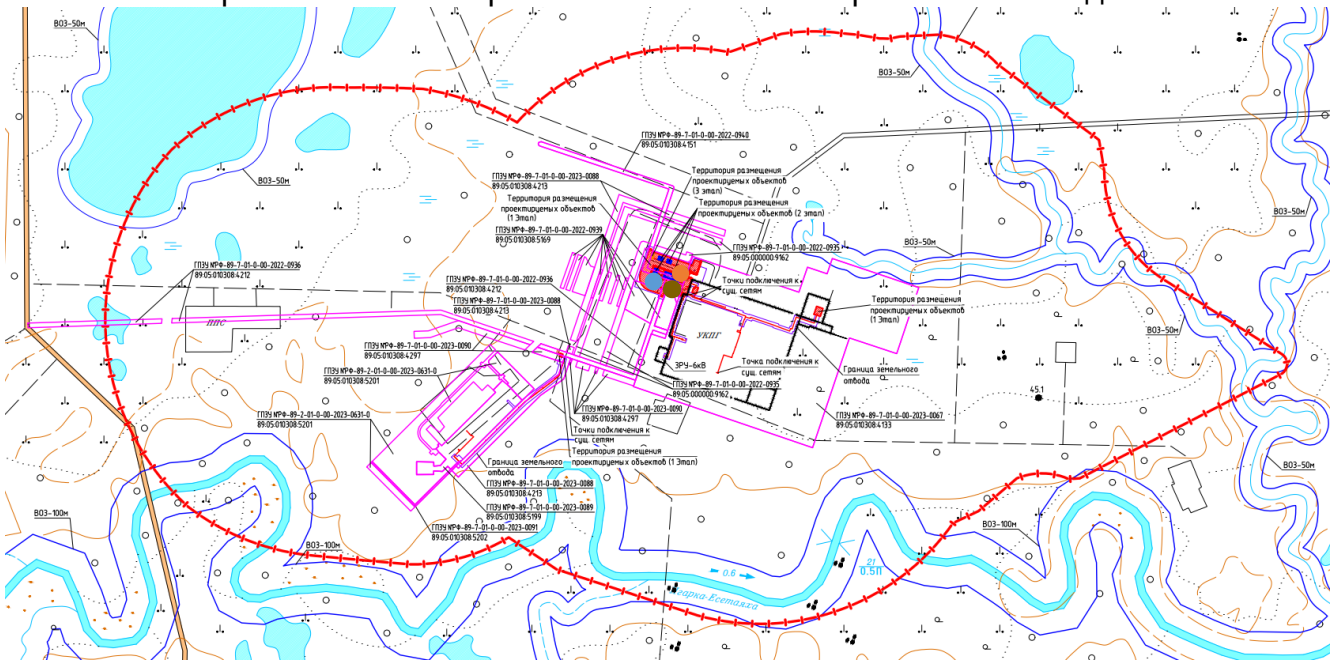 ВОЗ-50м
ВОЗ-50м
ВОЗ-50м
ВОЗ-50м
ВОЗ-50м
ВОЗ-50м
ВОЗ-50м
ГПЗУ №РФ-89-7-01-0-00-2022-0940
89:05:010308:4151
ГПЗУ №РФ-89-7-01-0-00-2023-0088
89:05:010308:4213
Территория размещения
проектируемых объектов
(3 этап)
Территория размещения
проектируемых объектов
(1 Этап)
Территория размещения
проектируемых объектов (2 этап)
ГПЗУ №РФ-89-7-01-0-00-2022-0939
89:05:010308:5169
ГПЗУ №РФ-89-7-01-0-00-2022-0935
89:05:000000:9162
ГПЗУ №РФ-89-7-01-0-00-2022-0936
89:05:010308:4212
ГПЗУ №РФ-89-7-01-0-00-2022-0936
89:05:010308:4212
Точки подключения к
сущ. сетям
ГПЗУ №РФ-89-7-01-0-00-2023-0088
89:05:010308:4213
Территория размещения
проектируемых объектов
(1 Этап)
ППС
УКПГ
ГПЗУ №РФ-89-7-01-0-00-2023-0090
89:05:010308:4297
ЗРУ-6кВ
Точка подключения к
сущ. сетям
Граница земельного
отвода
ГПЗУ №РФ-89-2-01-0-00-2023-0631-0
89:05:010308:5201
ГПЗУ №РФ-89-7-01-0-00-2022-0935
89:05:000000:9162
45.1
ГПЗУ №РФ-89-2-01-0-00-2023-0631-0
89:05:010308:5201
ГПЗУ №РФ-89-7-01-0-00-2023-0090
89:05:010308:4297
ГПЗУ №РФ-89-7-01-0-00-2023-0067
89:05:010308:4133
Точки подключения к
сущ. сетям
Территория размещения
проектируемых объектов (1 Этап)
Граница земельного
отвода
ГПЗУ №РФ-89-7-01-0-00-2023-0088
89:05:010308:4213
ГПЗУ №РФ-89-7-01-0-00-2023-0089
89:05:010308:5199
ГПЗУ №РФ-89-7-01-0-00-2023-0091
89:05:010308:5202
ВОЗ-50м
ВОЗ-100м
ВОЗ-100м
ВОЗ-100м
0.6
21
0.5П